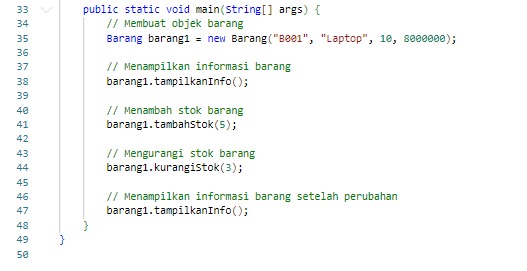 33 public static void main(String[] args) {
34 // Membuat objek barang
35 Barang barang1 = new Barang("B001", "Laptop", 10, 8000000);
36
37 // Menampilkan informasi barang
38 barang1.tampilkanInfo();
39
40 // Menambah stok barang
41 barang1.tambahStok(5);
42
43 // Mengurangi stok barang
44 barang1.kurangiStok(3);
45
46 // Menampilkan informasi barang setelah perubahan
47 barang1.tampilkanInfo();
48 }
49 }
50